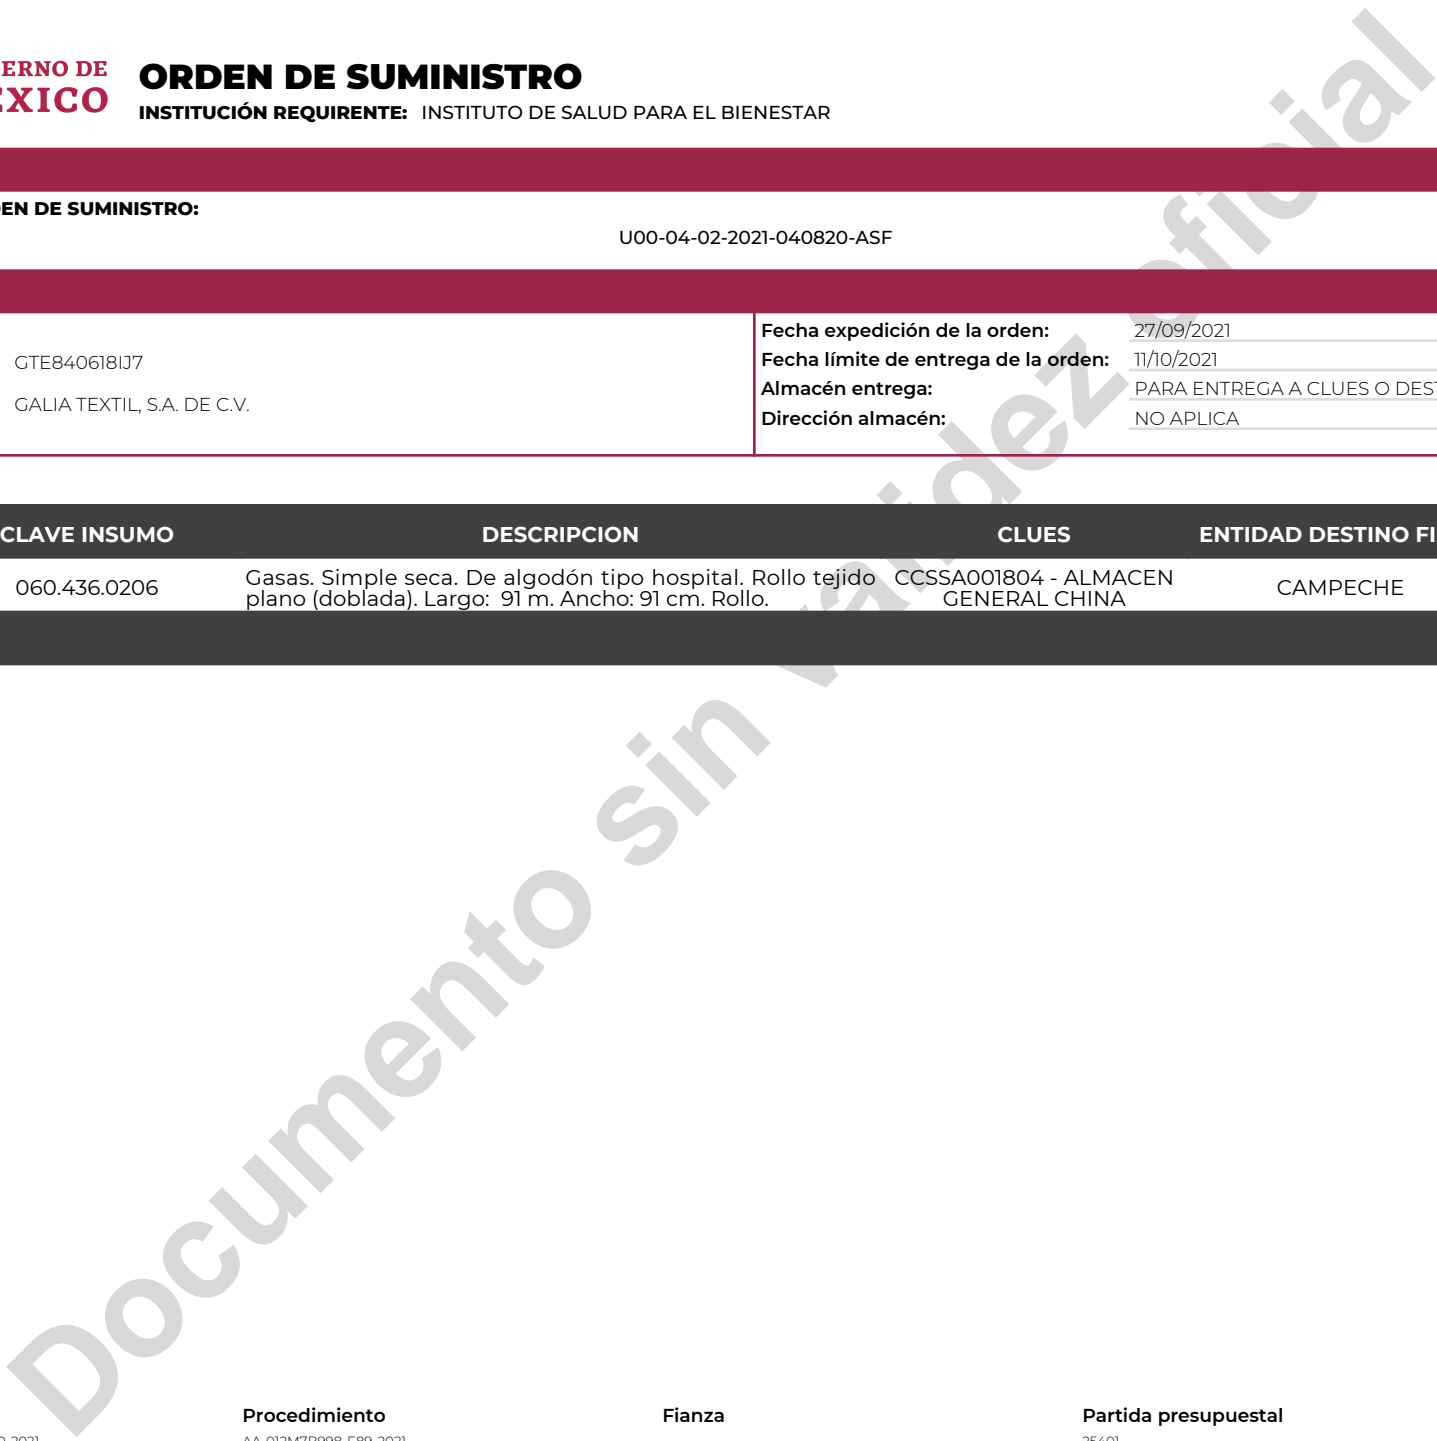 ERNO DE
ORDEN DE SUMINISTRO
EXICO
INSTITUCIÓN REQUIRENTE: INSTITUTO DE SALUD PARA EL BIENESTAR
EN DE SUMINISTRO:
U00-04-02-2021-040820-ASF
GTE840618IJ7
GALIA TEXTIL, S.A. DE C.V.
Fecha expedición de la orden: 27/09/2021
Fecha límite de entrega de la orden: 11/10/2021
Almacén entrega: PARA ENTREGA A CLUES O DEST
Dirección almacén: NO APLICA
CLAVE INSUMO DESCRIPCION CLUES ENTIDAD DESTINO FI
060.436.0206
Gasas. Simple seca. De algodón tipo hospital. Rollo tejido
plano (doblada). Largo: 91 m. Ancho: 91 cm. Rollo.
CCSSA001804 - ALMACEN
GENERAL CHINA
CAMPECHE
Documento sin validez oficial
Procedimiento Fianza Partida presupuestal